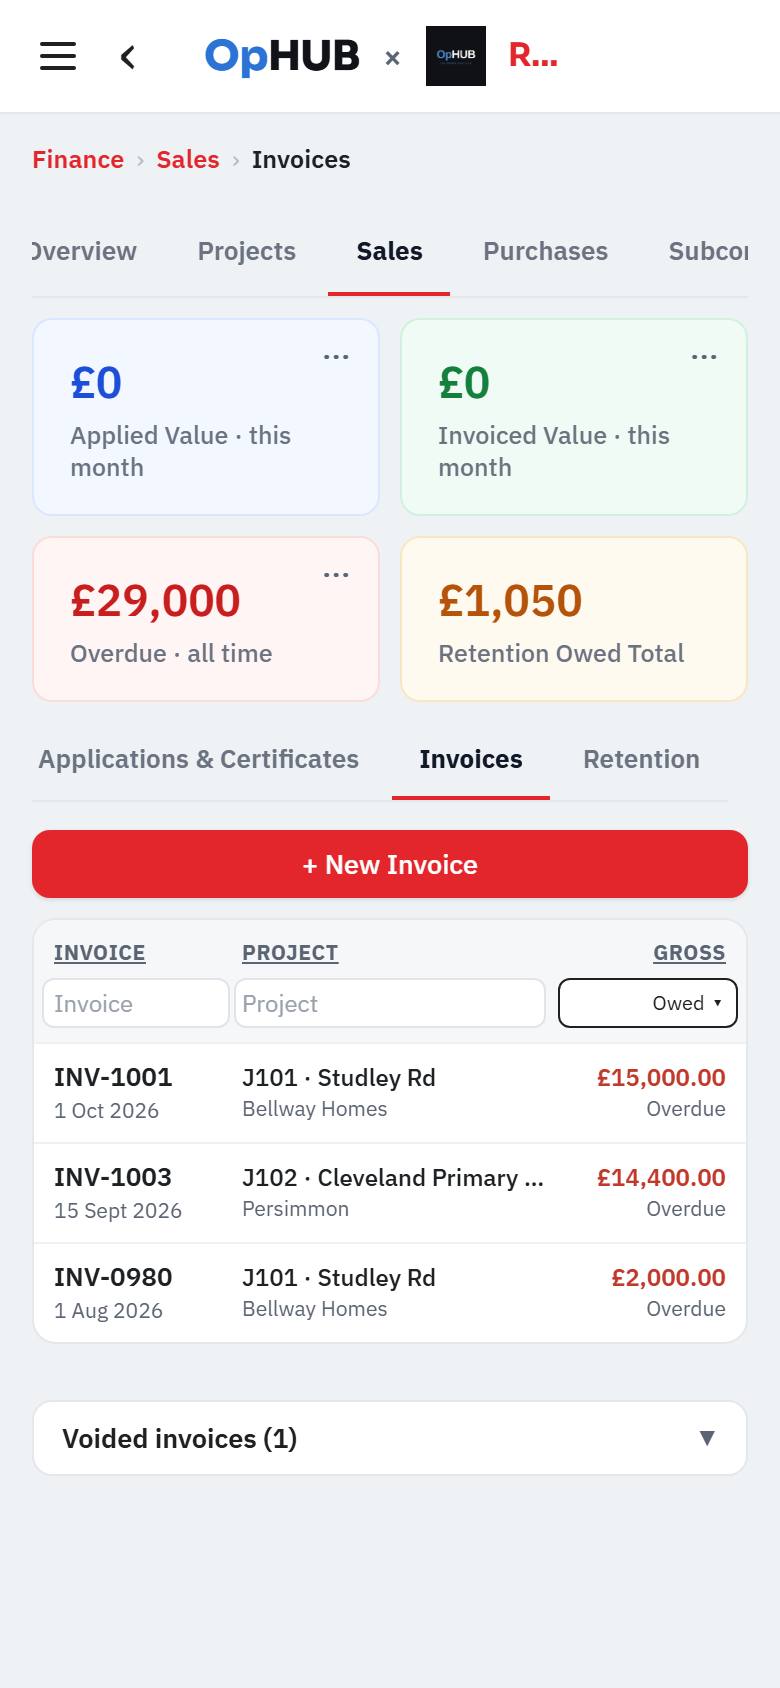 OpHUB × OpHUB R...
Finance › Sales › Invoices
Overview Projects Sales Purchases Subcor
£0
Applied Value · this
month
£0
Invoiced Value · this
month
£29,000
Overdue · all time
£1,050
Retention Owed Total
Applications & Certificates Invoices Retention
+ New Invoice
INVOICE PROJECT GROSS
Invoice Project Owed ▾
INV-1001 J101 · Studley Rd £15,000.00
1 Oct 2026 Bellway Homes Overdue
INV-1003 J102 · Cleveland Primary ... £14,400.00
15 Sept 2026 Persimmon Overdue
INV-0980 J101 · Studley Rd £2,000.00
1 Aug 2026 Bellway Homes Overdue
Voided invoices (1) ▼